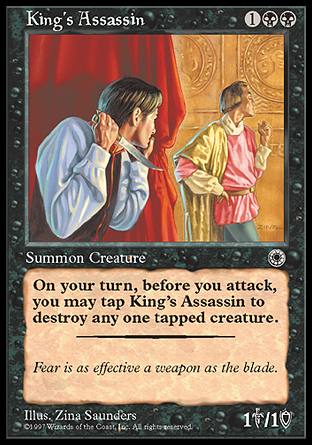 King's Assassin 1
Summon Creature
On your turn, before you attack,
you may tap King's Assassin to
destroy any one tapped creature.
Fear is as effective a weapon as the blade.
Illus. Zina Saunders
©1997 Wizards of the Coast, Inc. All rights reserved.
1/1